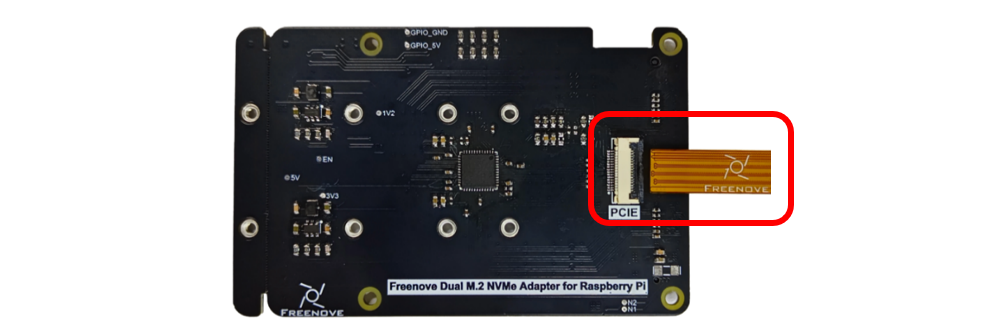 GPIO_GND
GPIO_5V
1V2
EN
5V
3V3
PCIE
FREENOVE
Freenove Dual M.2 NVMe Adapter for Raspberry Pi
FREENOVE
N2
N1